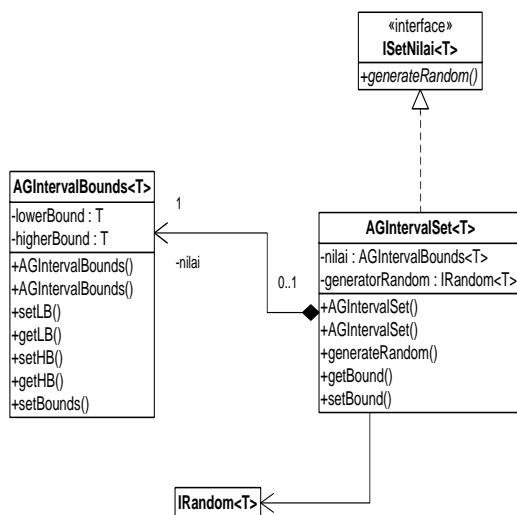 «interface»
ISetNilai<T>
+generateRandom()
AGIntervalBounds<T>
-lowerBound : T
-higherBound : T
+AGIntervalBounds()
+AGIntervalBounds()
+setLB()
+getLB()
+setHB()
+getHB()
+setBounds()
1
-nilai
0..1
AGIntervalSet<T>
-nilai : AGIntervalBounds<T>
-generatorRandom : IRandom<T>
+AGIntervalSet()
+AGIntervalSet()
+generateRandom()
+getBound()
+setBound()
IRandom<T>